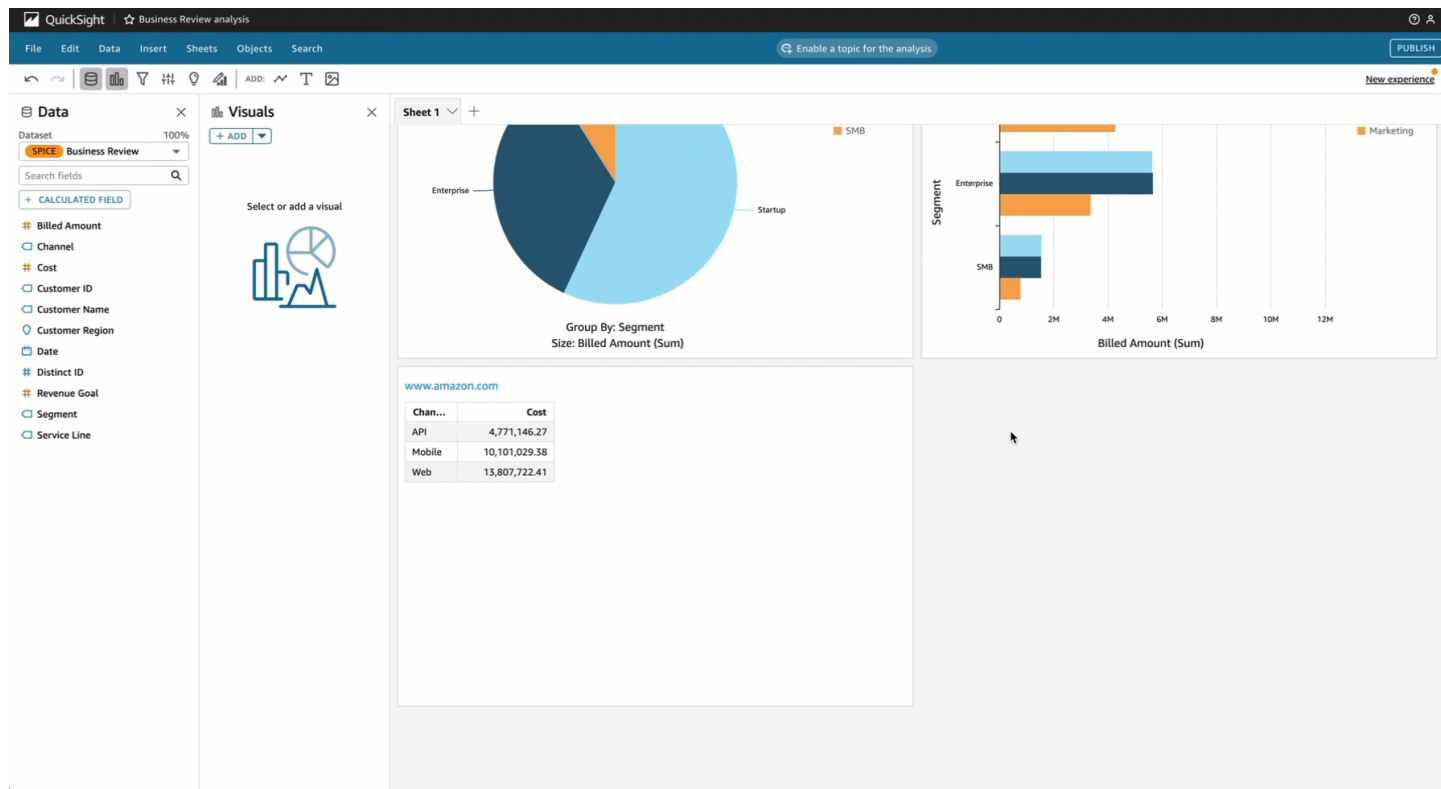 QuickSight Business Review analysis
File Edit Data Insert Sheets Objects Search Enable a topic for the analysis PUBLISH
ADD: New experience
Data
Dataset 100%
SPICE Business Review
Search fields
+ CALCULATED FIELD
Billed Amount
Channel
Cost
Customer ID
Customer Name
Customer Region
Date
Distinct ID
Revenue Goal
Segment
Service Line
Visuals
+ ADD
Select or add a visual
Sheet 1
SMB
Enterprise
Startup
Group By: Segment
Size: Billed Amount (Sum)
Marketing
Segment
Enterprise
SMB
0 2M 4M 6M 8M 10M 12M
Billed Amount (Sum)
www.amazon.com
Chan... Cost
API 4,771,146.27
Mobile 10,101,029.38
Web 13,807,722.41